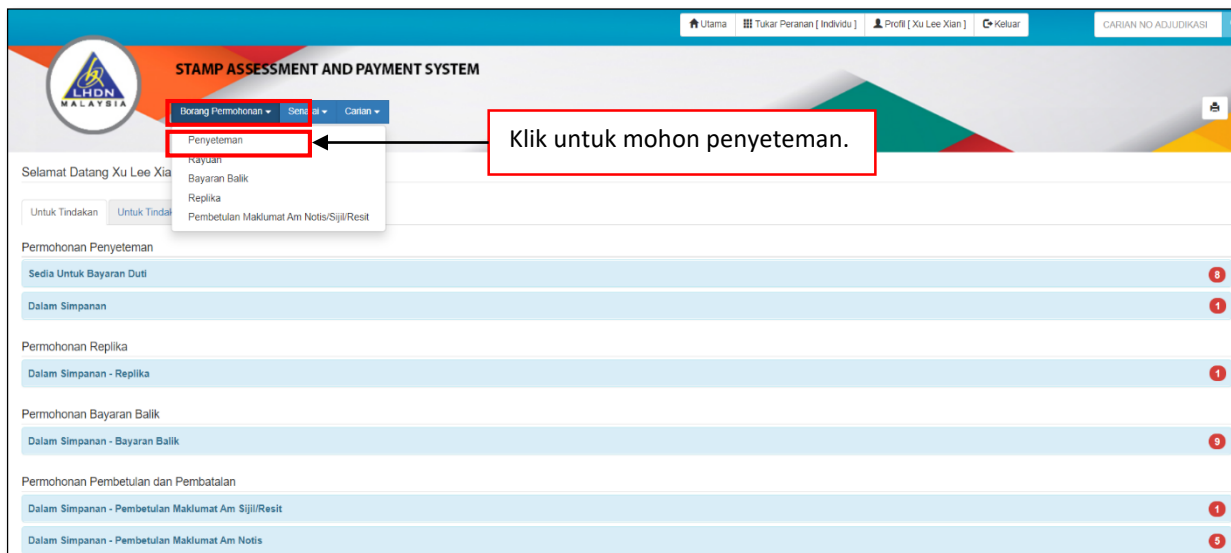 Utama Tukar Peranan [ Individu ] Profil [ Xu Lee Xian ] Keluar CARIAN NO ADJUDIKASI
LHDN
MALAYSIA
STAMP ASSESSMENT AND PAYMENT SYSTEM
Borang Permohonan Carian
Penyeteman
Klik untuk mohon penyeteman.
Rayuan
Selamat Datang Xu Lee
Bayaran Balik
Replika
Untuk Tindakan Untuk
Pembetulan Maklumat Am Notis/Sijil/Resit
Permohonan Penyeteman
Sedia Untuk Bayaran Duti 8
Dalam Simpanan 1
Permohonan Replika
Dalam Simpanan - Replika 1
Permohonan Bayaran Balik
Dalam Simpanan - Bayaran Balik 9
Permohonan Pembetulan dan Pembatalan
Dalam Simpanan - Pembetulan Maklumat Am Sijil/Resit 1
Dalam Simpanan - Pembetulan Maklumat Am Notis 5